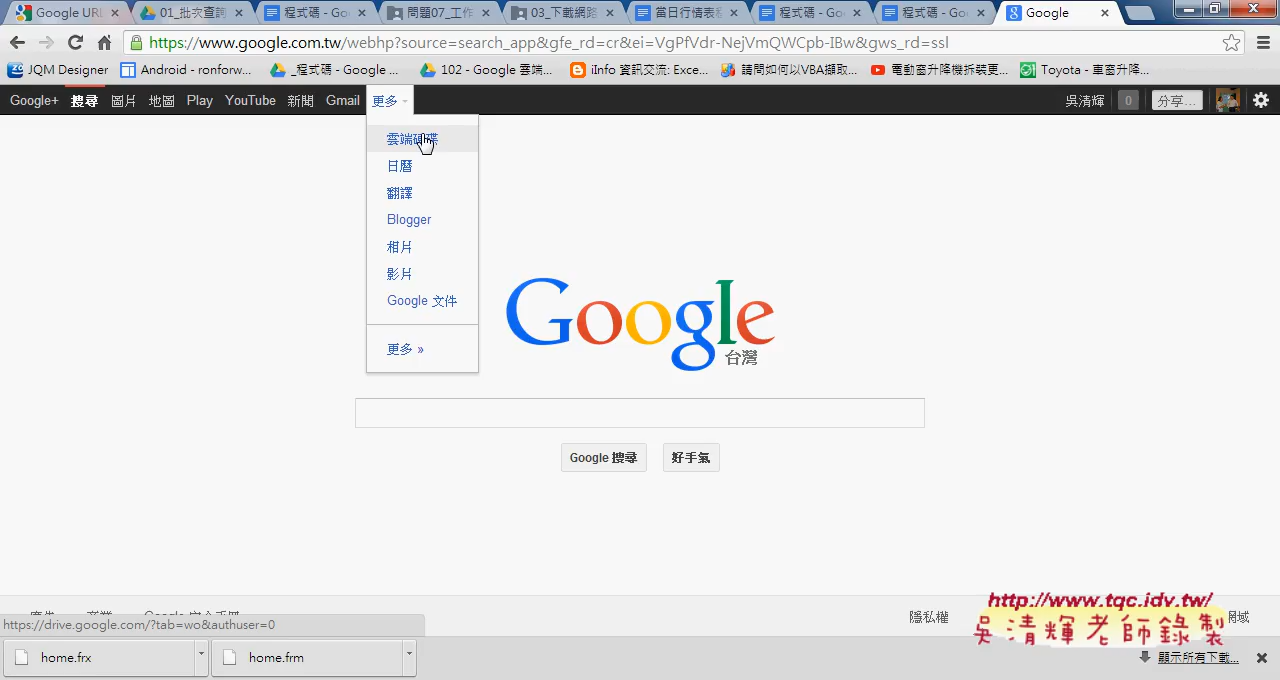 Google URL
01_批次查詢
程式碼 - Go
問題07_工作
03_下載網路
當日行情表程
程式碼 - Go
程式碼 - Go
Google
https://www.google.com.tw/webhp?source=search_app&gfe_rd=cr&ei=VgPfVdr-NejVmQWCpb-IBw&gws_rd=ssl
JQM Designer
Android - ronforw...
_程式碼 - Google ...
102 - Google 雲端...
iInfo 資訊交流: Exce...
請問如何以VBA擷取...
電動窗升降機拆裝更...
Toyota - 車窗升降...
Google+ 搜尋 圖片 地圖 Play YouTube 新聞 Gmail 更多
吳清輝 0 分享...
雲端硬碟
日曆
翻譯
Blogger
相片
影片
Google 文件
更多 »
Google
台灣
Google 搜尋 好手氣
隱私權
https://drive.google.com/?tab=wo&authuser=0
http://www.tqc.idv.tw/
吳清輝老師錄製
home.frx
home.frm
顯示所有下載...